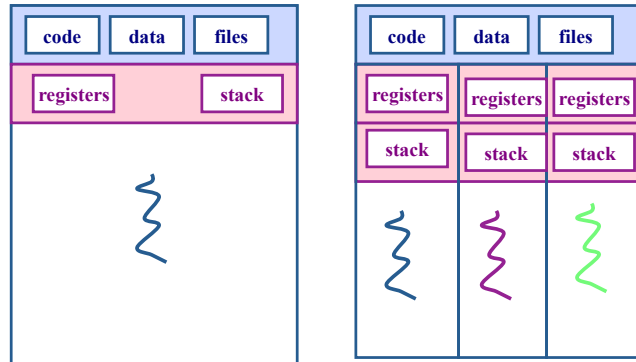 code data files
registers stack
code data files
registers registers registers
stack stack stack